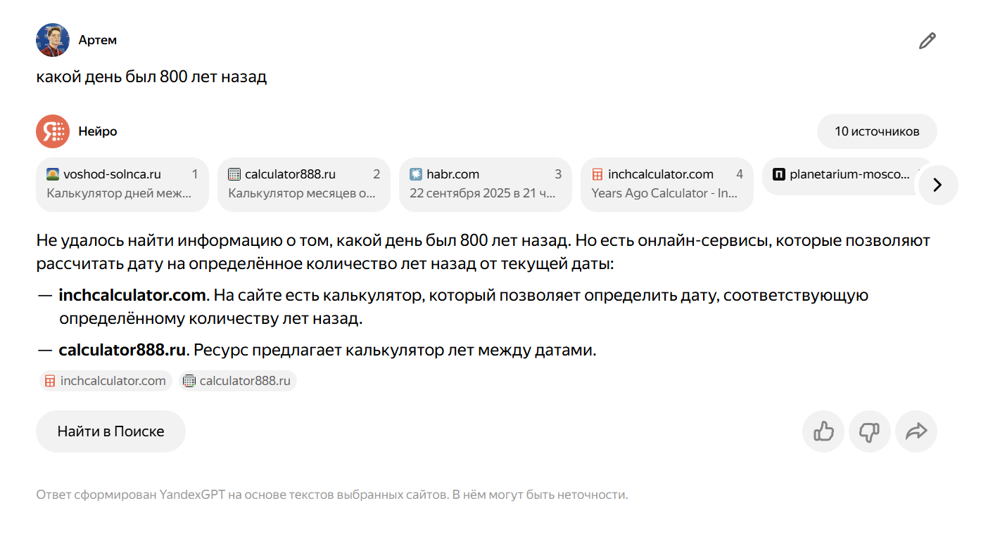 Артем
какой день был 800 лет назад
Нейро
10 источников
voshod-solnca.ru 1
Калькулятор дней меж...
calculator888.ru 2
Калькулятор месяцев о...
habr.com 3
22 сентября 2025 в 21 ч...
inchcalculator.com 4
Years Ago Calculator - In...
planetarium-mosco...
Не удалось найти информацию о том, какой день был 800 лет назад. Но есть онлайн-сервисы, которые позволяют
рассчитать дату на определённое количество лет назад от текущей даты:
— inchcalculator.com. На сайте есть калькулятор, который позволяет определить дату, соответствующую
определённому количеству лет назад.
— calculator888.ru. Ресурс предлагает калькулятор лет между датами.
inchcalculator.com calculator888.ru
Найти в Поиске
Ответ сформирован YandexGPT на основе текстов выбранных сайтов. В нём могут быть неточности.